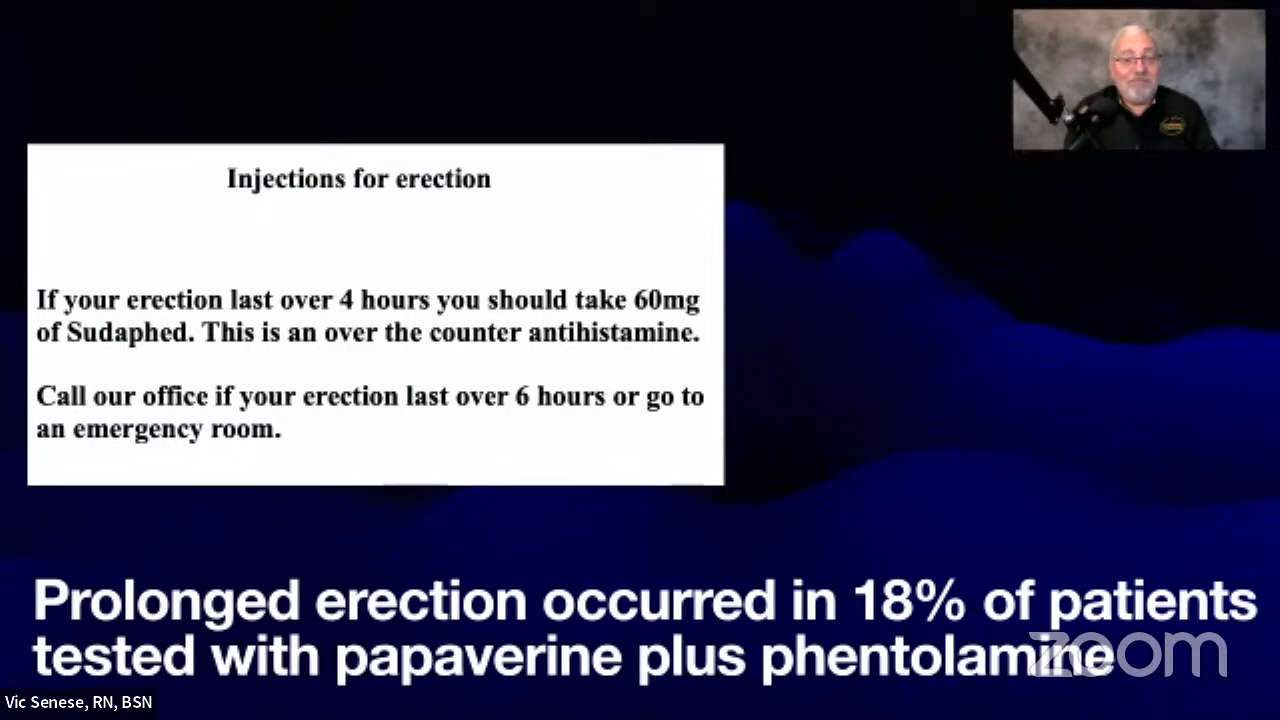 Injections for erection
If your erection last over 4 hours you should take 60mg
of Sudaphed. This is an over the counter antihistamine.
Call our office if your erection last over 6 hours or go to
an emergency room.
Prolonged erection occurred in 18% of patients
tested with papaverine plus phentolamine
zoom
Vic Senese, RN, BSN